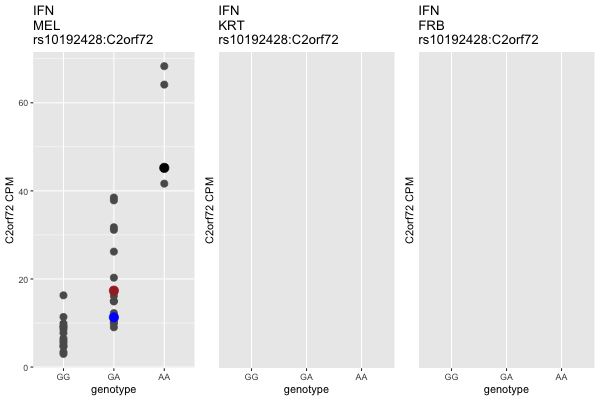 IFN
MEL
rs10192428:C2orf72
IFN
KRT
rs10192428:C2orf72
IFN
FRB
rs10192428:C2orf72
C2orf72 CPM
60
40
20
0
GG GA AA
genotype
C2orf72 CPM
GG GA AA
genotype
C2orf72 CPM
GG GA AA
genotype